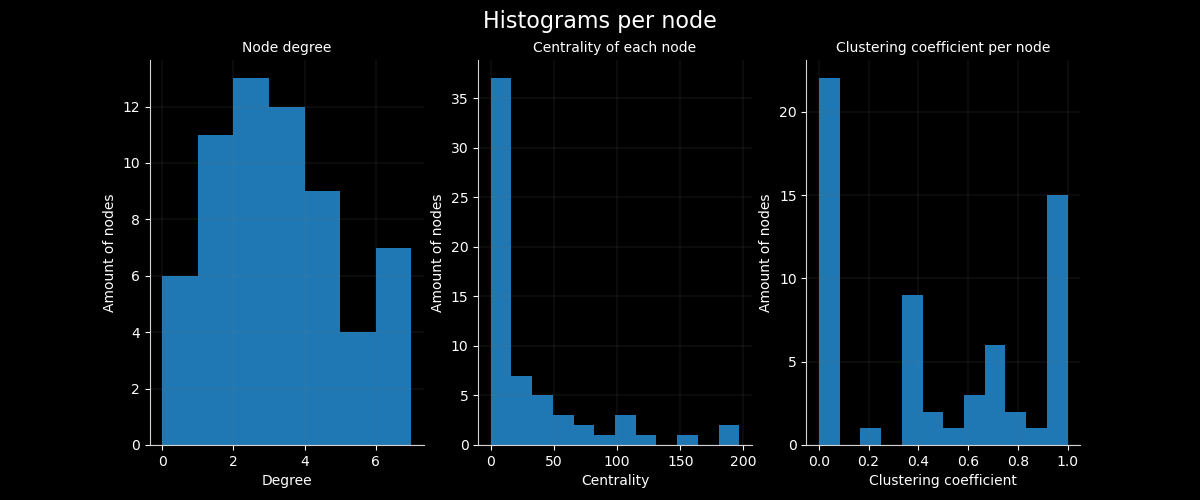 Histograms per node
Node degree
Amount of nodes
12
10
8
6
4
2
0
0 2 4 6
Degree
Centrality of each node
Amount of nodes
35
30
25
20
15
10
5
0
0 50 100 150 200
Centrality
Clustering coefficient per node
Amount of nodes
20
15
10
5
0
0.0 0.2 0.4 0.6 0.8 1.0
Clustering coefficient